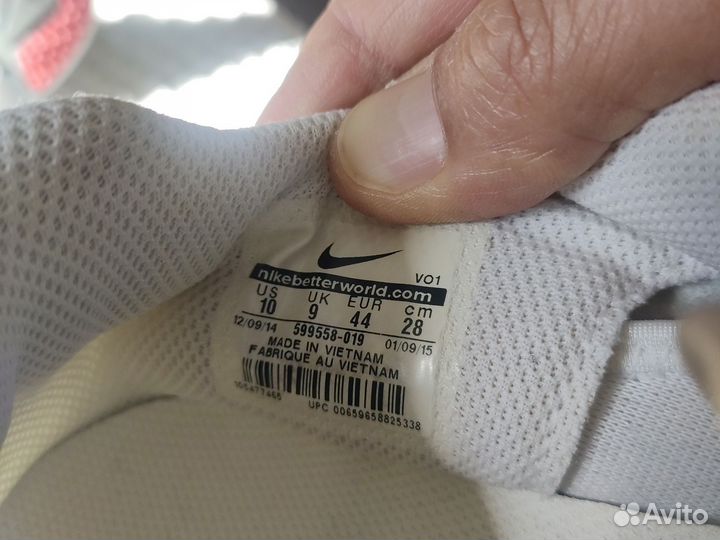 VO1
nikebetterworld.com
US UK EUR cm
10 9 44 28
12/09/14 599558-019 01/09/15
MADE IN VIETNAM
FABRIQUE AU VIETNAM
UPC 00659658825338
Avito